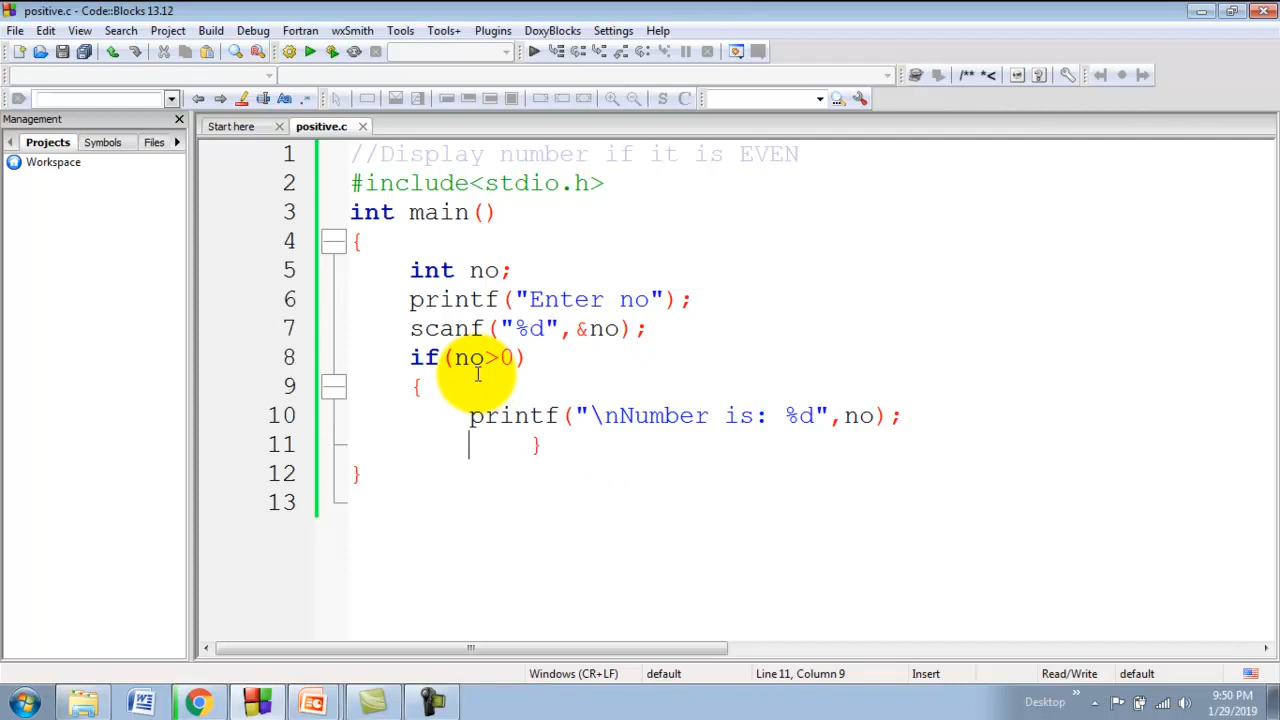 positive.c - Code::Blocks 13.12
File Edit View Search Project Build Debug Fortran wxSmith Tools Tools+ Plugins DoxyBlocks Settings Help
/** *<
Aa .* S C
Management
Start here positive.c
Projects Symbols Files
Workspace
1 //Display number if it is EVEN
2 #include<stdio.h>
3 int main()
4 {
5 int no;
6 printf("Enter no");
7 scanf("%d",&no);
8 if(no>0)
9 {
10 printf("\nNumber is: %d",no);
11 }
12 }
13
Windows (CR+LF) default Line 11, Column 9 Insert Read/Write default
Desktop » 9:50 PM
1/29/2019